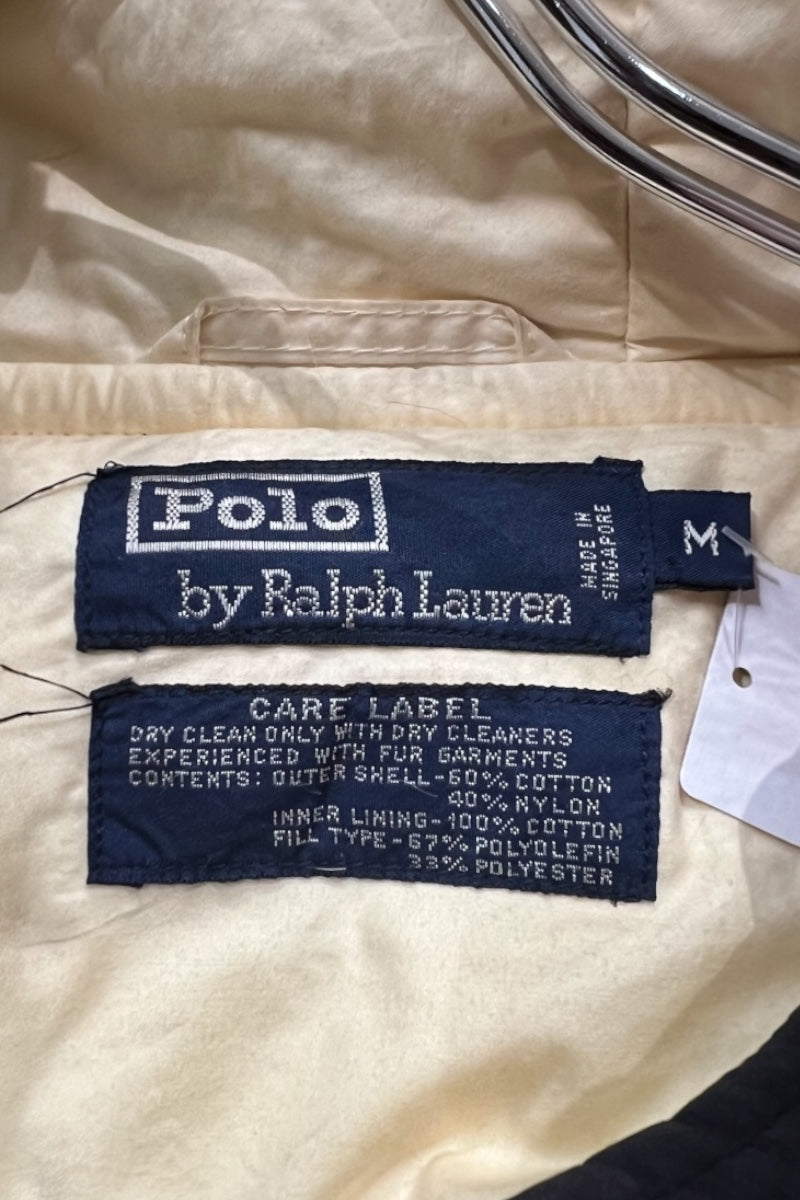 Polo
by Ralph Lauren
MADE IN
SINGAPORE
M
CARE LABEL
DRY CLEAN ONLY WITH DRY CLEANERS
EXPERIENCED WITH FUR GARMENTS
CONTENTS: OUTER SHELL-60% COTTON
40% NYLON
INNER LINING-100% COTTON
FILL TYPE-67% POLYOLEFIN
33% POLYESTER